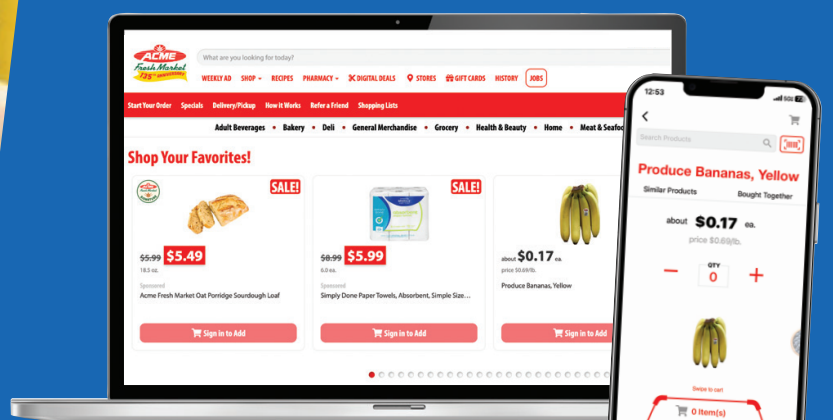 ACME
Fresh Market
135th ANNIVERSARY
What are you looking for today?
WEEKLY AD SHOP RECIPES PHARMACY DIGITAL DEALS STORES GIFT CARDS HISTORY JOBS
Start Your Order Specials Delivery/Pickup How it Works Refer a Friend Shopping Lists
Adult Beverages • Bakery • Deli • General Merchandise • Grocery • Health & Beauty • Home • Meat & Seafoo
Shop Your Favorites!
SALE!
$5.99 $5.49
18.5 oz.
Sponsored
Acme Fresh Market Oat Porridge Sourdough Loaf
Sign in to Add
SALE!
$8.99 $5.99
6.0 ea.
Sponsored
Simply Done Paper Towels, Absorbent, Simple Size...
Sign in to Add
about $0.17 ea.
price $0.69/lb.
Produce Bananas, Yellow
Sign in to Add
12:53
SOS
Search Products
Produce Bananas, Yellow
Similar Products Bought Together
about $0.17 ea.
price $0.69/lb.
QTY
− 0 +
Swipe to cart
0 Item(s)